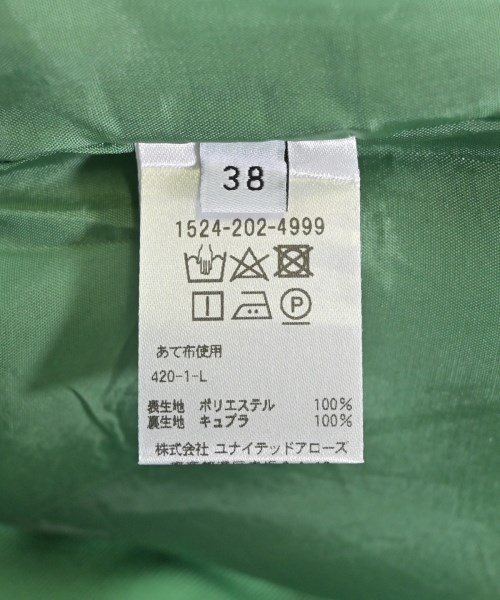 38
1524-202-4999
P
あて布使用
420-1-L
表生地 ポリエステル 100%
裏生地 キュプラ 100%
株式会社 ユナイテッドアローズ